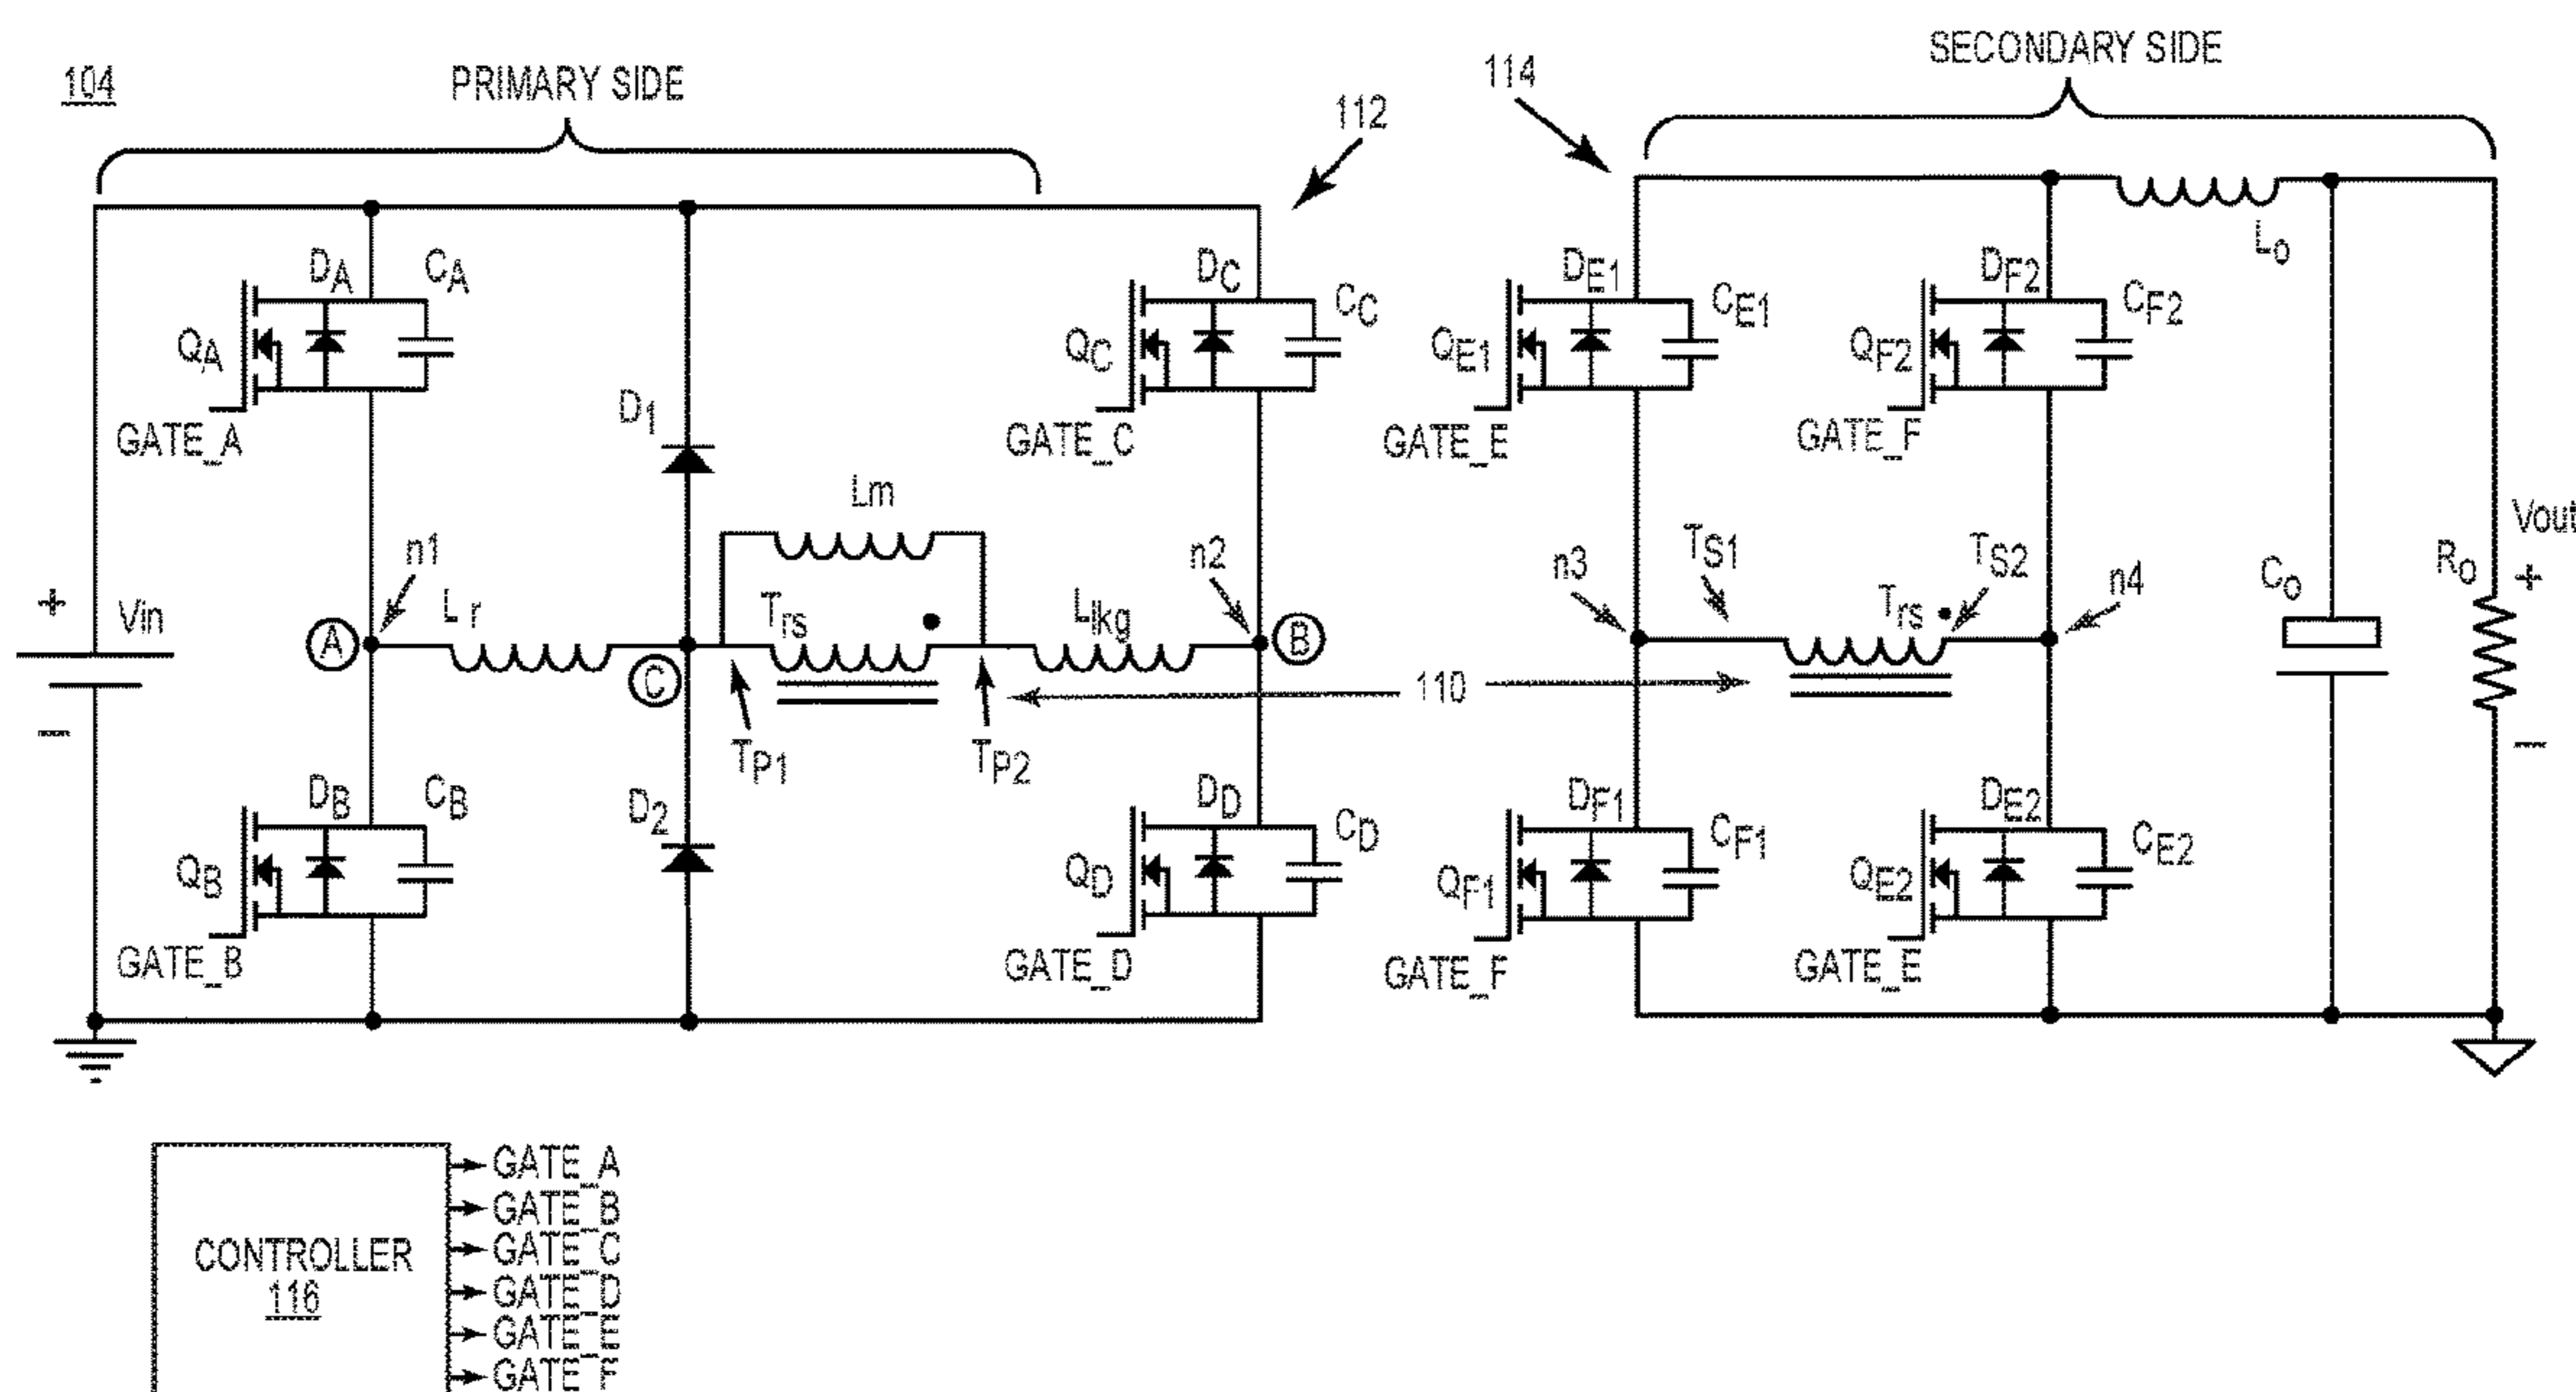 104
PRIMARY SIDE
112
114
SECONDARY SIDE
DA
CA
QA
GATE_A
D1
DC
CC
QC
GATE_C
DE1
CE1
QE1
GATE_E
DF2
CF2
QF2
GATE_F
Lo
Lm
n1
n2
n3
TS1
TS2
n4
+
Vin
−
A
Lr
C
Trs
Llkg
B
TP1
TP2
110
Trs
Co
Ro
Vout
+
−
DB
CB
QB
GATE_B
D2
DD
CD
QD
GATE_D
DF1
CF1
QF1
GATE_F
DE2
CE2
QE2
GATE_E
CONTROLLER
116
GATE_A
GATE_B
GATE_C
GATE_D
GATE_E
GATE_F